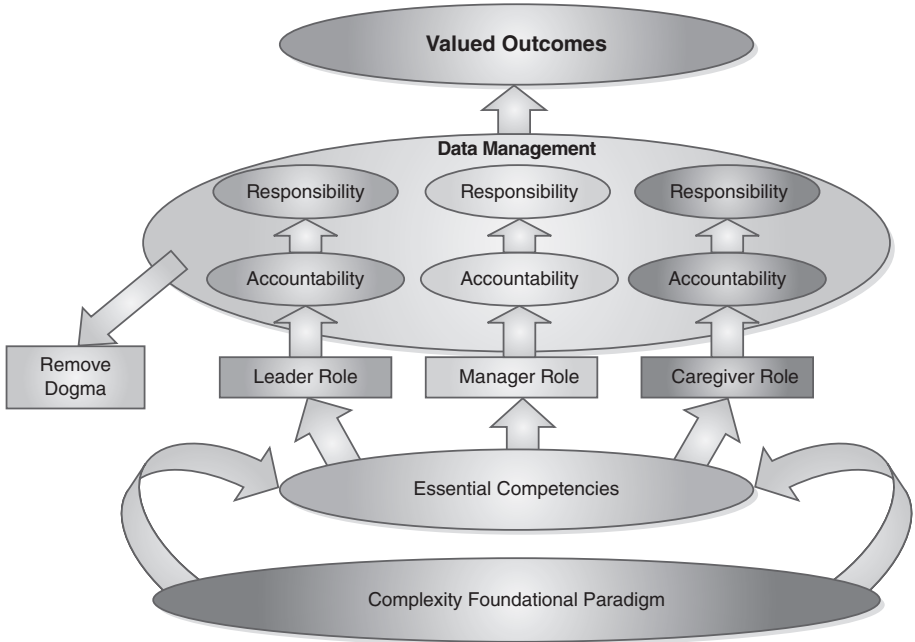 Valued Outcomes
Data Management
Responsibility
Responsibility
Responsibility
Accountability
Accountability
Accountability
Remove
Dogma
Leader Role
Manager Role
Caregiver Role
Essential Competencies
Complexity Foundational Paradigm